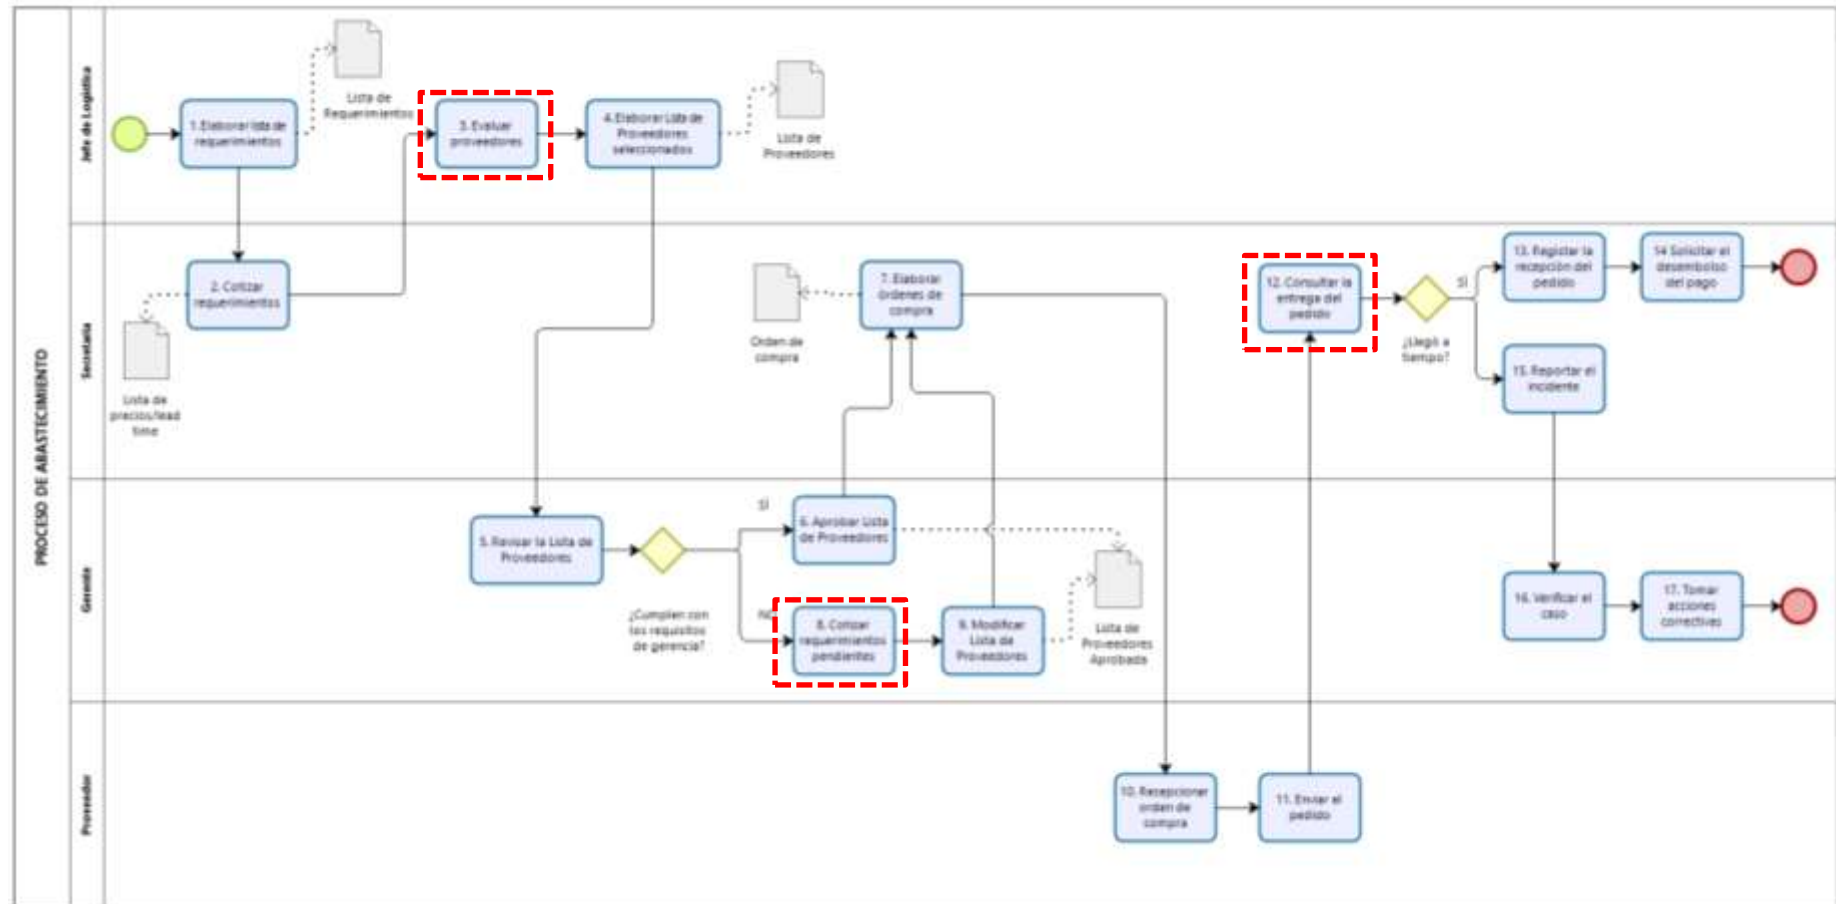 PROCESO DE ABASTECIMIENTO
Jefe de Logística
1. Elaborar lista de
requerimientos
Lista de
Requerimientos
3. Evaluar
proveedores
4. Elaborar Lista de
Proveedores
seleccionados
Lista de
Proveedores
Secretaria
2. Cotizar
requerimientos
Lista de
precios/lead
time
7. Elaborar
órdenes de
compra
Orden de
compra
12. Consultar la
entrega del
pedido
¿Llegó a
tiempo?
SÍ
13. Registar la
recepción del
pedido
14 Solicitar el
desembolso
del pago
15. Reportar el
incidente
Gerente
5. Revisar la Lista de
Proveedores
¿Cumplen con
los requisitos
de gerencia?
SÍ
6. Aprobar Lista
de Proveedores
NO
8. Cotizar
requerimientos
pendientes
9. Modificar
Lista de
Proveedores
Lista de
Proveedores
Aprobada
16. Verificar el
caso
17. Tomar
acciones
correctivas
Proveedor
10. Recepcionar
orden de
compra
11. Enviar el
pedido